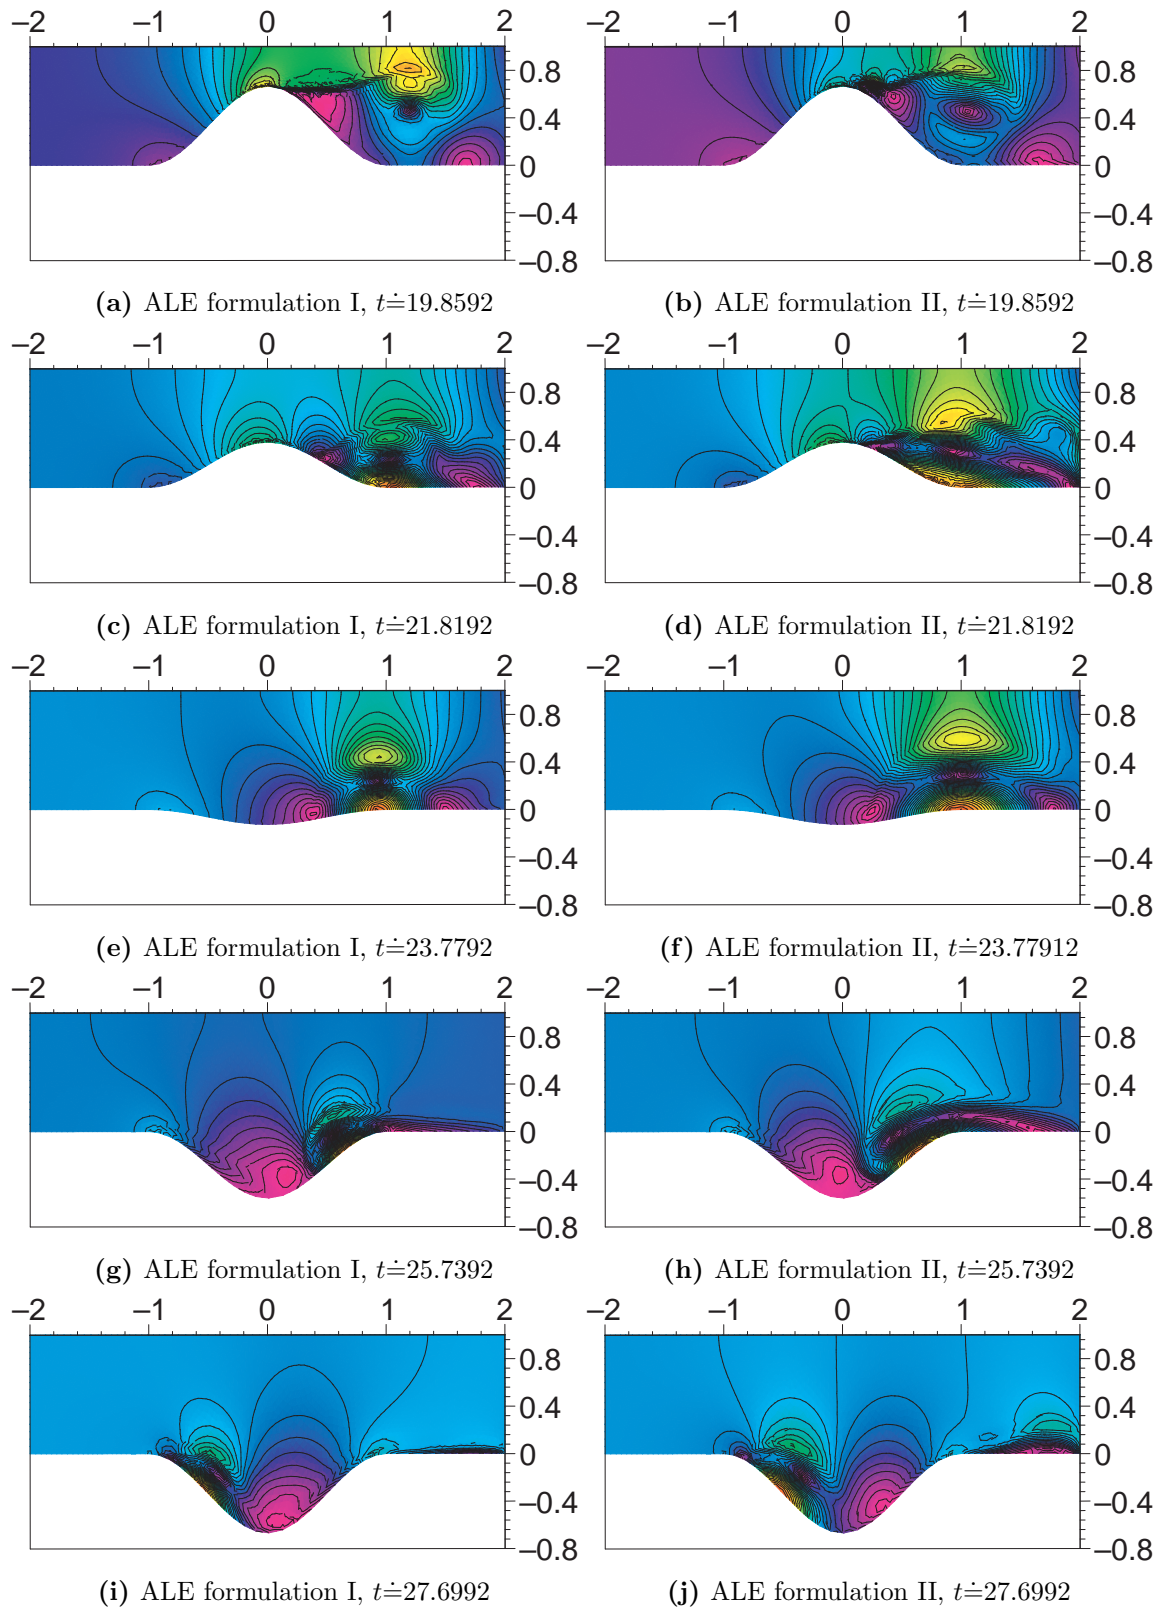 −2 −1 0 1 2 −2 −1 0 1 2
0.8 0.8
0.4 0.4
0 0
−0.4 −0.4
−0.8 −0.8
(a) ALE formulation I, t≐19.8592 (b) ALE formulation II, t≐19.8592
−2 −1 0 1 2 −2 −1 0 1 2
0.8 0.8
0.4 0.4
0 0
−0.4 −0.4
−0.8 −0.8
(c) ALE formulation I, t≐21.8192 (d) ALE formulation II, t≐21.8192
−2 −1 0 1 2 −2 −1 0 1 2
0.8 0.8
0.4 0.4
0 0
−0.4 −0.4
−0.8 −0.8
(e) ALE formulation I, t≐23.7792 (f) ALE formulation II, t≐23.77912
−2 −1 0 1 2 −2 −1 0 1 2
0.8 0.8
0.4 0.4
0 0
−0.4 −0.4
−0.8 −0.8
(g) ALE formulation I, t≐25.7392 (h) ALE formulation II, t≐25.7392
−2 −1 0 1 2 −2 −1 0 1 2
0.8 0.8
0.4 0.4
0 0
−0.4 −0.4
−0.8 −0.8
(i) ALE formulation I, t≐27.6992 (j) ALE formulation II, t≐27.6992